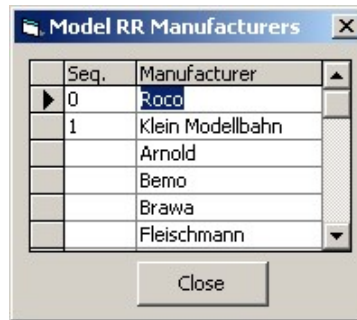 Model RR Manufacturers
Seq. Manufacturer
0 Roco
1 Klein Modellbahn
Arnold
Bemo
Brawa
Fleischmann
Close